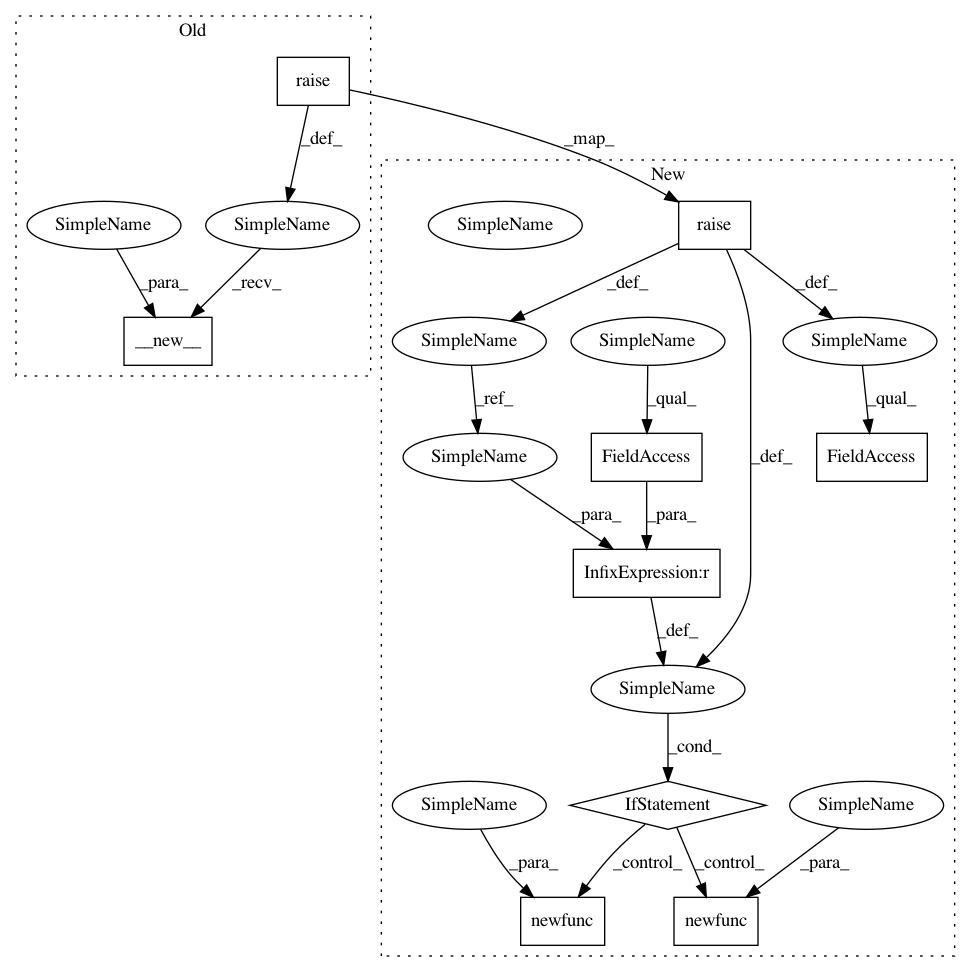 Old
raise
_def_
_map_
New
SimpleName
SimpleName
SimpleName
raise
_para_
_recv_
_def_
_def_
__new__
SimpleName
SimpleName
SimpleName
_ref_
_qual_
_qual_
SimpleName
FieldAccess
_def_
FieldAccess
_para_
_para_
InfixExpression:r
_def_
SimpleName
_cond_
SimpleName
IfStatement
SimpleName
_para_
_control_
_control_
_para_
newfunc
newfunc